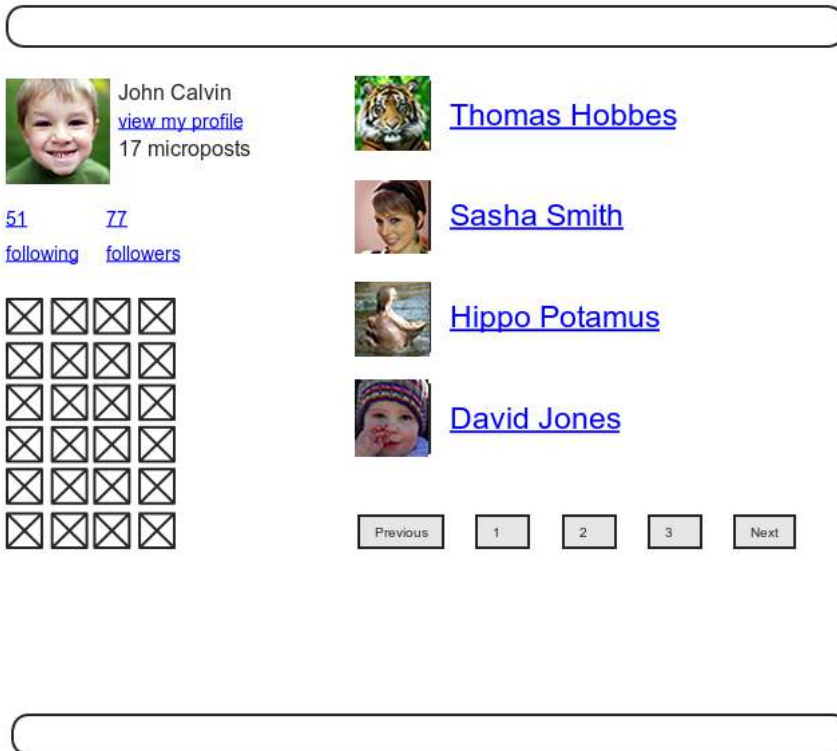 John Calvin
view my profile
17 microposts
51
77
following
followers
Thomas Hobbes
Sasha Smith
Hippo Potamus
David Jones
Previous
1
2
3
Next